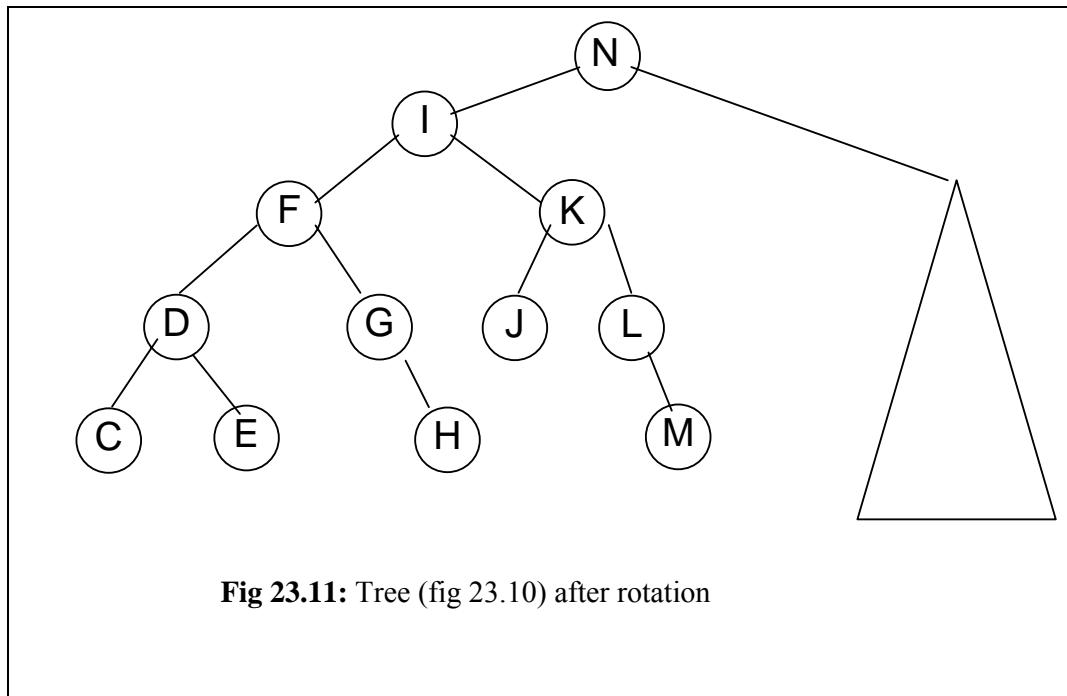 N
I
F K
D G J L
C E H M
Fig 23.11: Tree (fig 23.10) after rotation